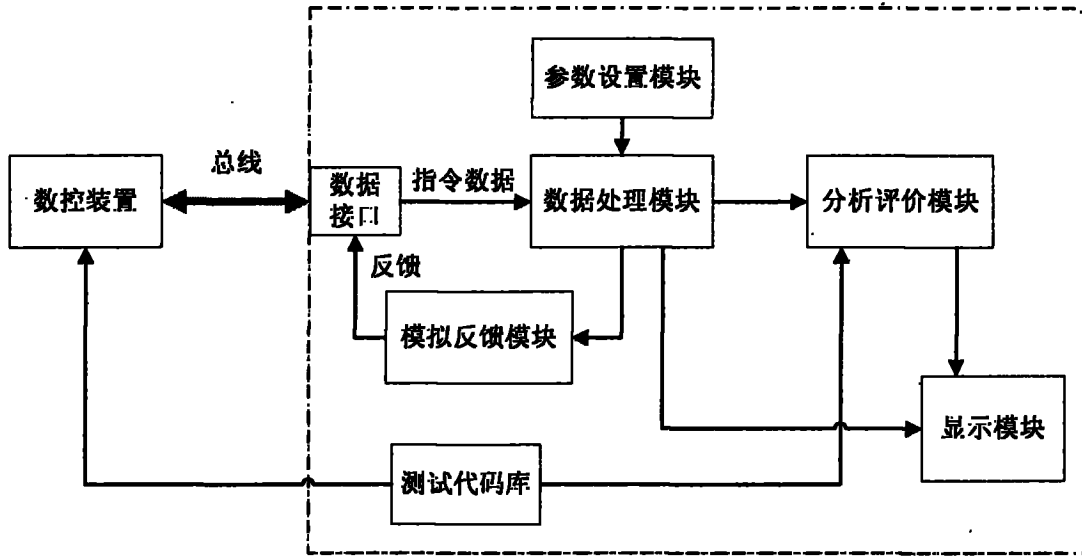 参数设置模块
总线
数控装置
数据
接口
指令数据
数据处理模块
分析评价模块
反馈
模拟反馈模块
显示模块
测试代码库